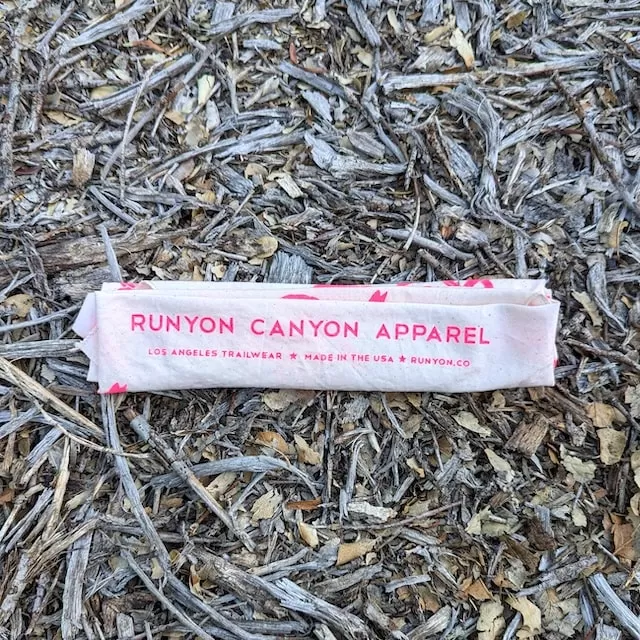 RUNYON CANYON APPAREL
LOS ANGELES TRAILWEAR ★ MADE IN THE USA ★ RUNYON.CO